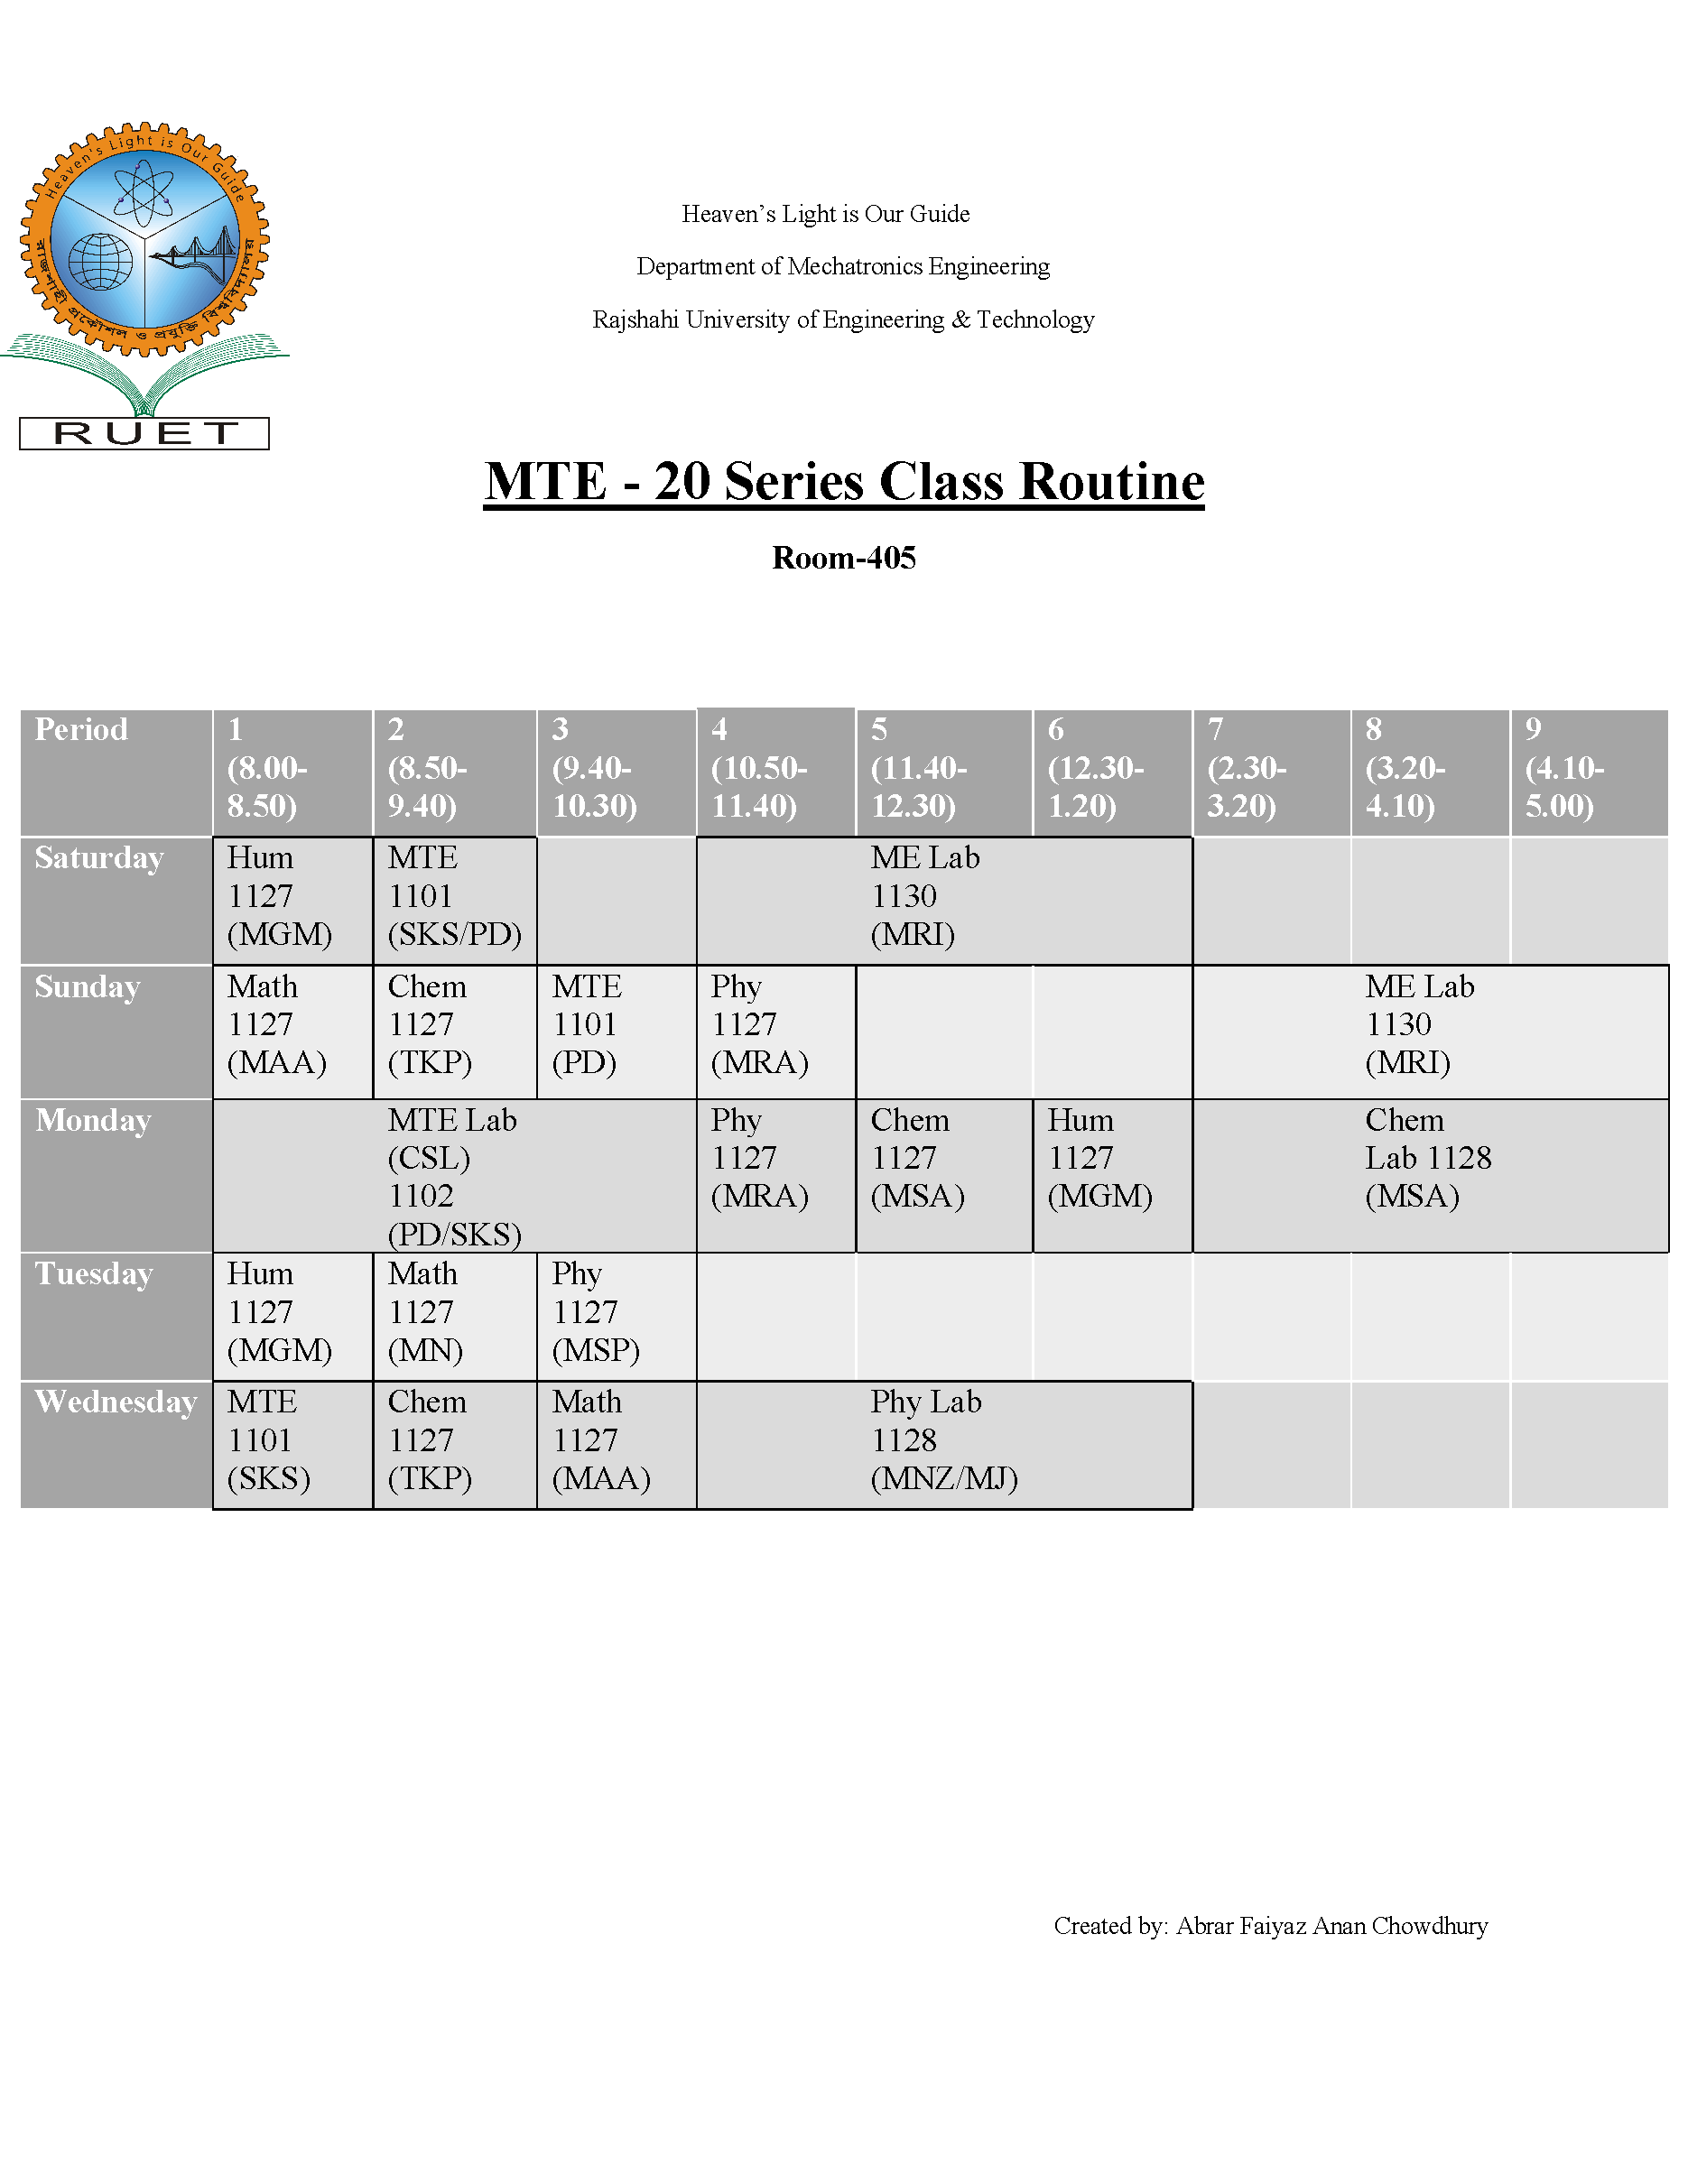 Heaven's Light is Our Guide
রাজশাহী প্রকৌশল ও প্রযুক্তি বিশ্ববিদ্যালয়
RUET
Heaven’s Light is Our Guide
Department of Mechatronics Engineering
Rajshahi University of Engineering & Technology
MTE - 20 Series Class Routine
Room-405
Period
1
(8.00-
8.50)
2
(8.50-
9.40)
3
(9.40-
10.30)
4
(10.50-
11.40)
5
(11.40-
12.30)
6
(12.30-
1.20)
7
(2.30-
3.20)
8
(3.20-
4.10)
9
(4.10-
5.00)
Saturday
Hum
1127
(MGM)
MTE
1101
(SKS/PD)
ME Lab
1130
(MRI)
Sunday
Math
1127
(MAA)
Chem
1127
(TKP)
MTE
1101
(PD)
Phy
1127
(MRA)
ME Lab
1130
(MRI)
Monday
MTE Lab
(CSL)
1102
(PD/SKS)
Phy
1127
(MRA)
Chem
1127
(MSA)
Hum
1127
(MGM)
Chem
Lab 1128
(MSA)
Tuesday
Hum
1127
(MGM)
Math
1127
(MN)
Phy
1127
(MSP)
Wednesday
MTE
1101
(SKS)
Chem
1127
(TKP)
Math
1127
(MAA)
Phy Lab
1128
(MNZ/MJ)
Created by: Abrar Faiyaz Anan Chowdhury